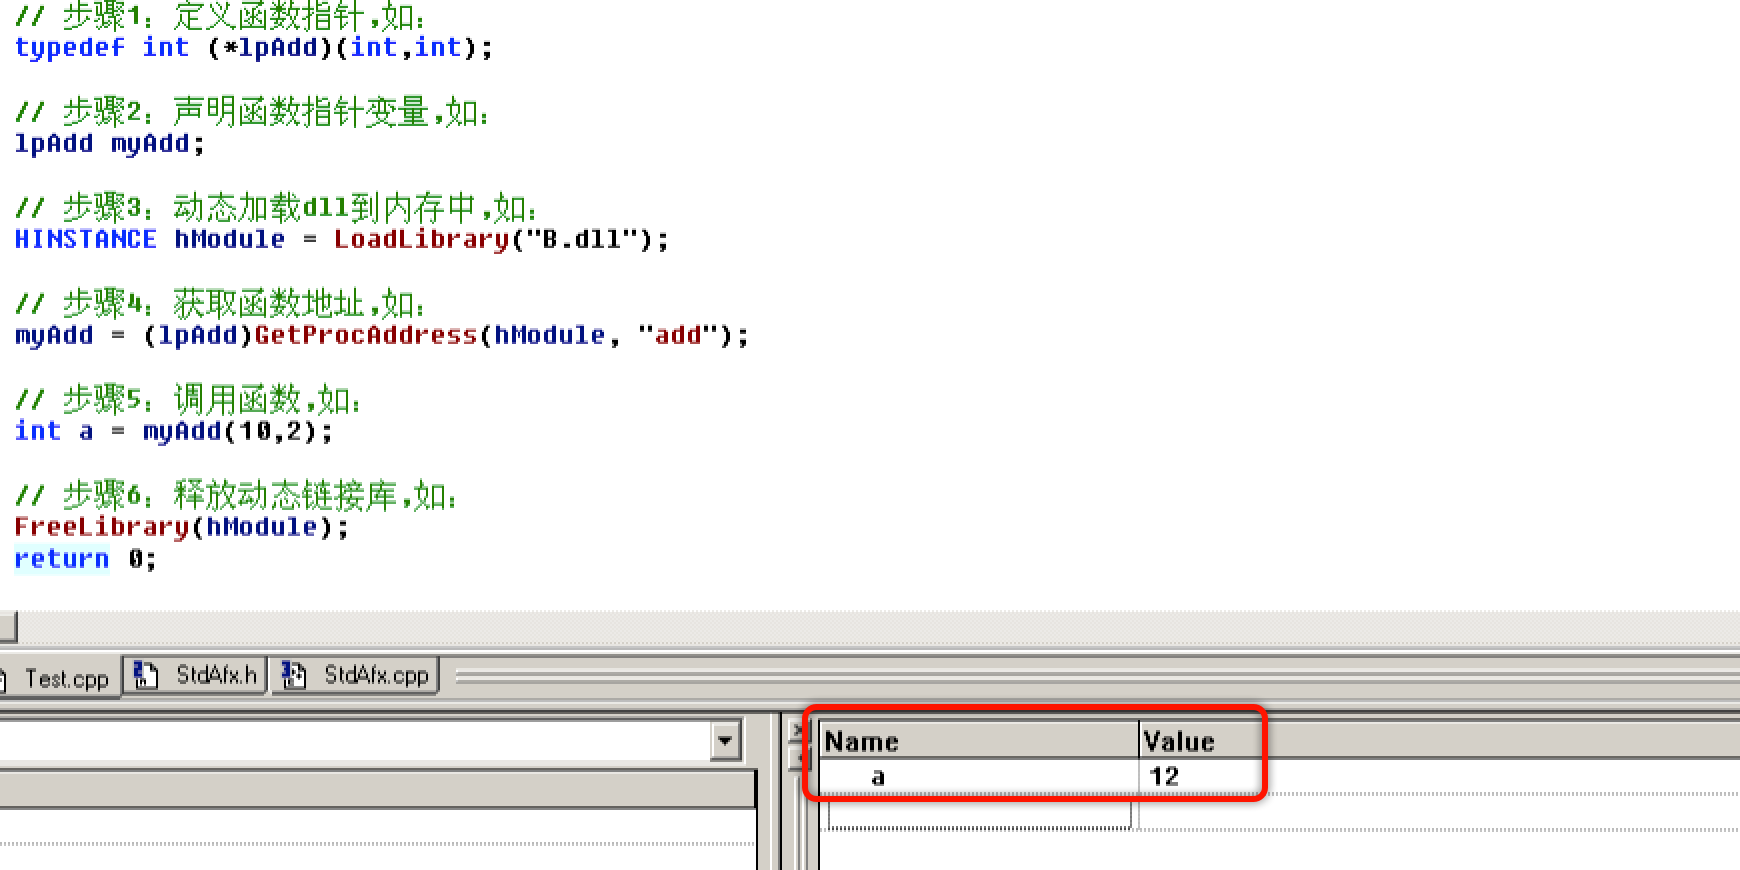 // 步骤1: 定义函数指针,如:
typedef int (*lpAdd)(int,int);
// 步骤2: 声明函数指针变量,如:
lpAdd myAdd;
// 步骤3: 动态加载dll到内存中,如:
HINSTANCE hModule = LoadLibrary("B.dll");
// 步骤4: 获取函数地址,如:
myAdd = (lpAdd)GetProcAddress(hModule, "add");
// 步骤5: 调用函数,如:
int a = myAdd(10,2);
// 步骤6: 释放动态链接库,如:
FreeLibrary(hModule);
return 0;
Test.cpp StdAfx.h StdAfx.cpp
Name Value
a 12